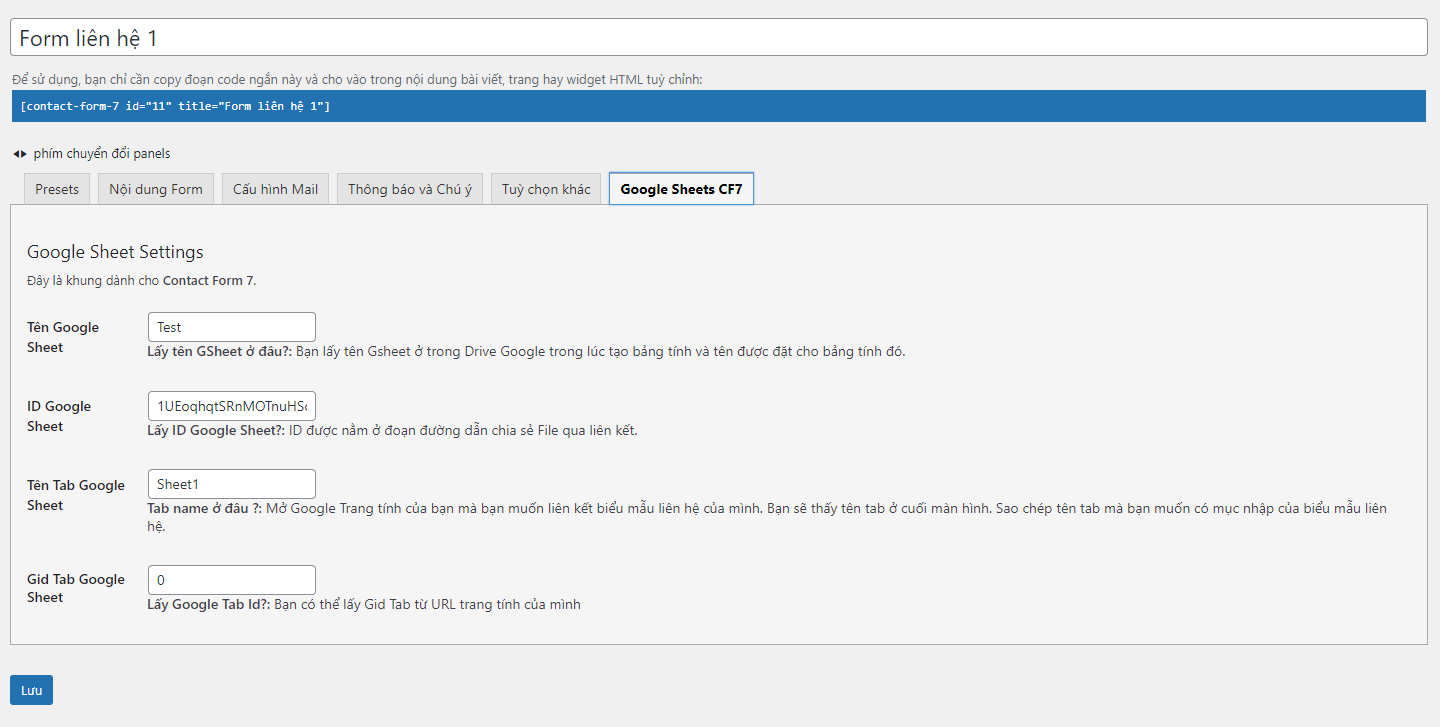 Form liên hệ 1
Để sử dụng, bạn chỉ cần copy đoạn code ngắn này và cho vào trong nội dung bài viết, trang hay widget HTML tuỳ chỉnh:
[contact-form-7 id="11" title="Form liên hệ 1"]
phím chuyển đổi panels
Presets
Nội dung Form
Cấu hình Mail
Thông báo và Chú ý
Tuỳ chọn khác
Google Sheets CF7
Google Sheet Settings
Đây là khung dành cho Contact Form 7.
Tên Google
Sheet
Test
Lấy tên GSheet ở đâu?: Bạn lấy tên Gsheet ở trong Drive Google trong lúc tạo bảng tính và tên được đặt cho bảng tính đó.
ID Google
Sheet
1UEoqhqtSRnMOTnuHS
Lấy ID Google Sheet?: ID được nằm ở đoạn đường dẫn chia sẻ File qua liên kết.
Tên Tab Google
Sheet
Sheet1
Tab name ở đâu ?: Mở Google Trang tính của bạn mà bạn muốn liên kết biểu mẫu liên hệ của mình. Bạn sẽ thấy tên tab ở cuối màn hình. Sao chép tên tab mà bạn muốn có mục nhập của biểu mẫu liên
hệ.
Gid Tab Google
Sheet
0
Lấy Google Tab Id?: Bạn có thể lấy Gid Tab từ URL trang tính của mình
Lưu